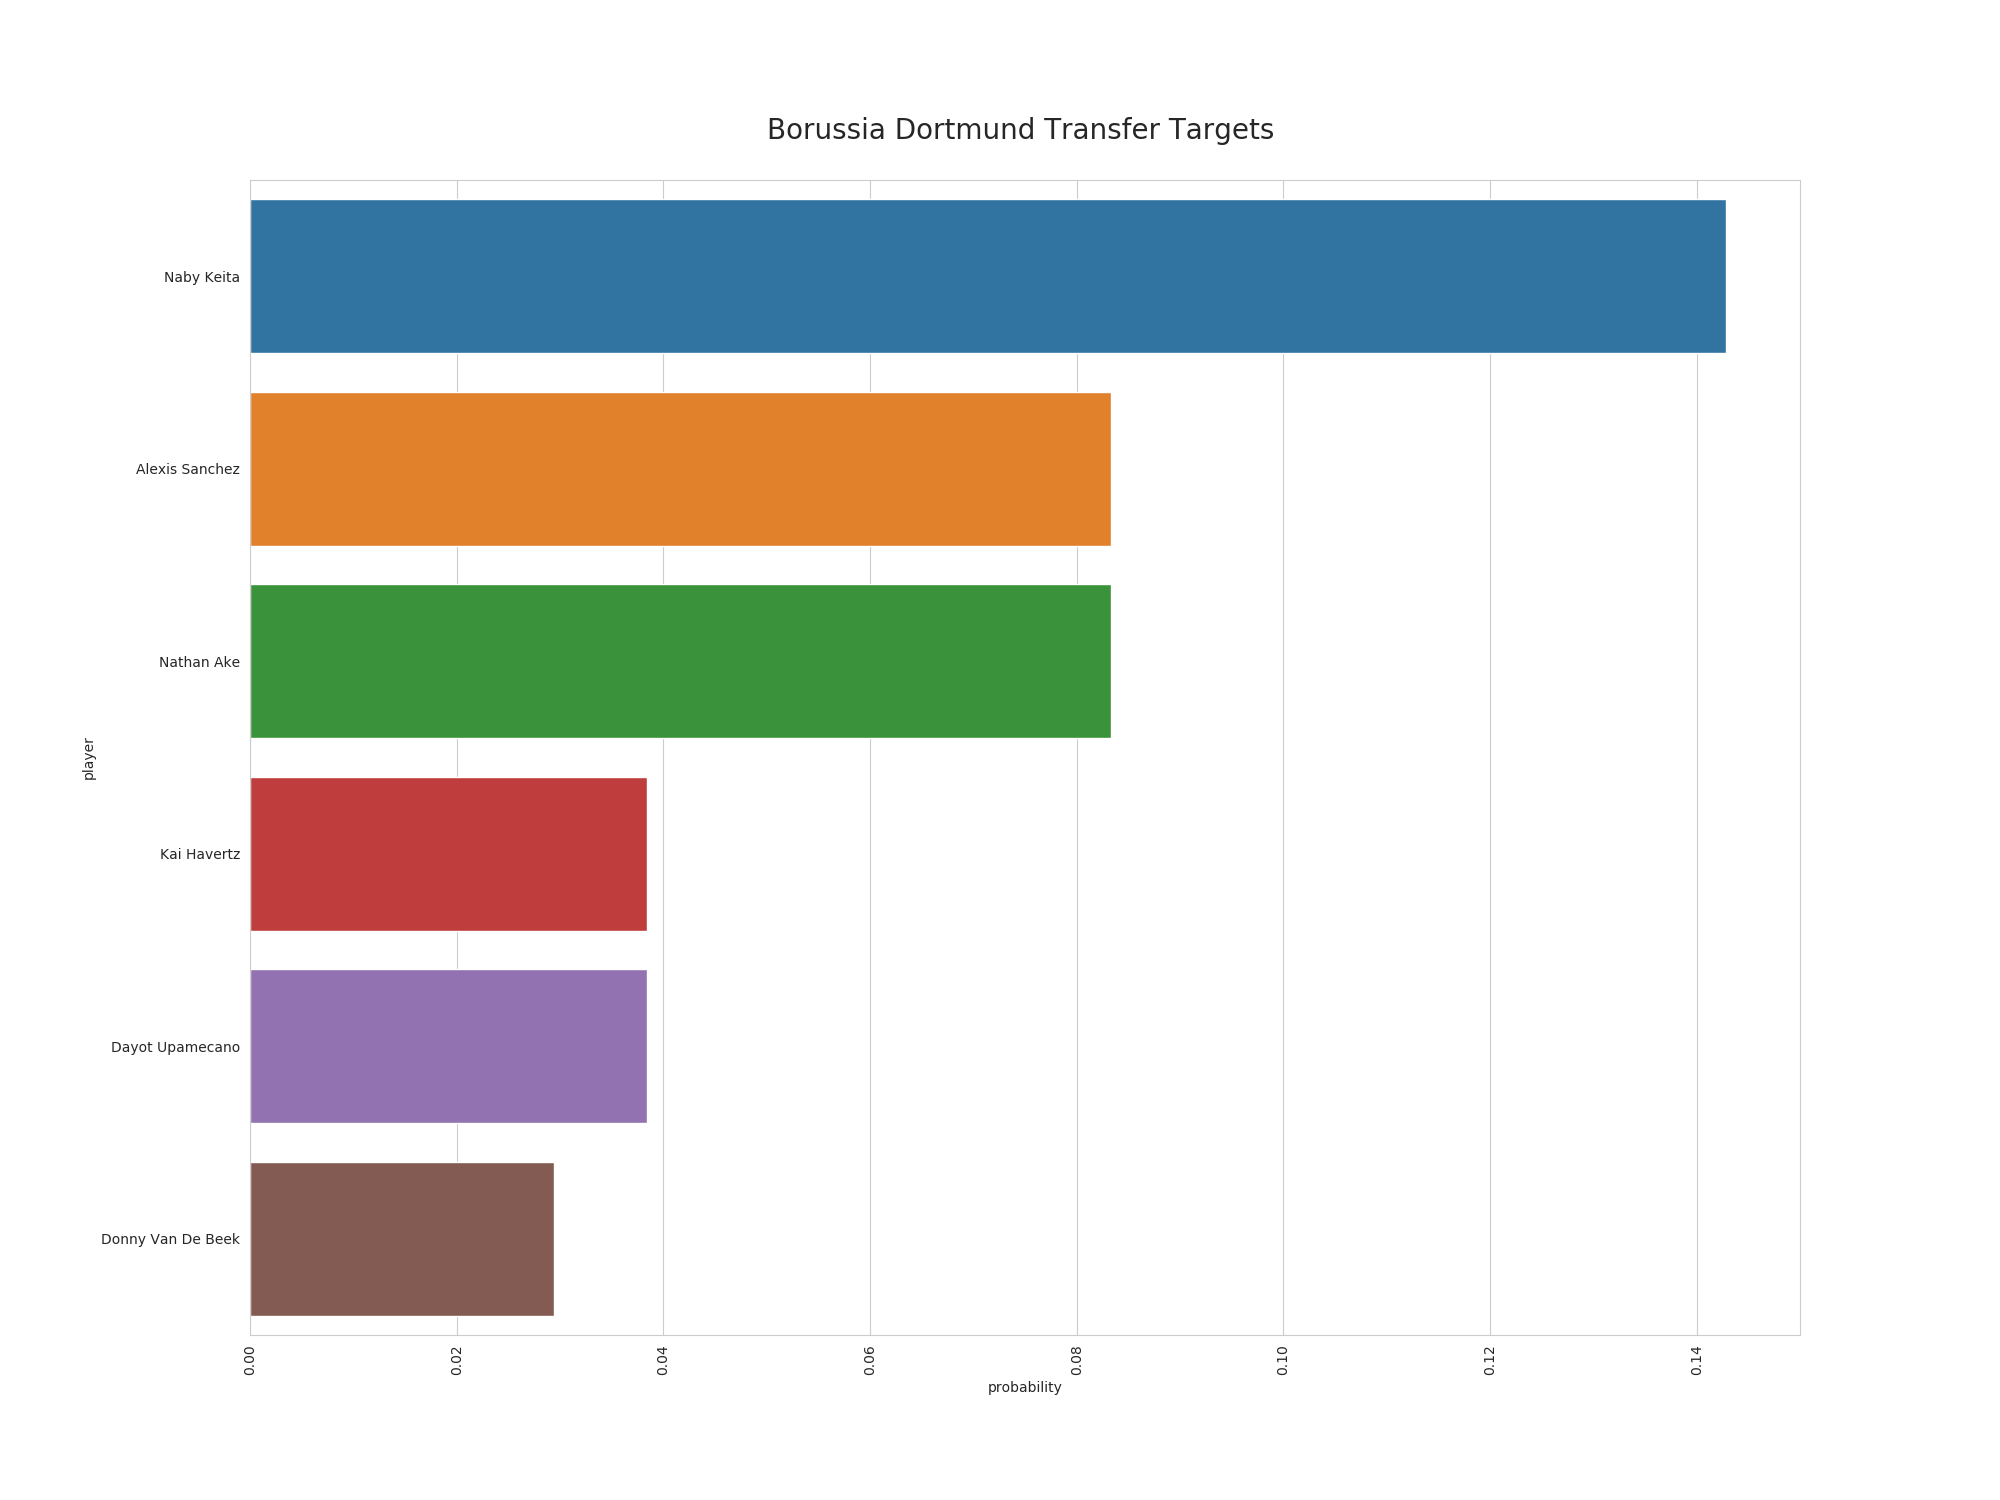 Borussia Dortmund Transfer Targets
Naby Keita
Alexis Sanchez
Nathan Ake
player
Kai Havertz
Dayot Upamecano
Donny Van De Beek
0.00 0.02 0.04 0.06 0.08 0.10 0.12 0.14
probability